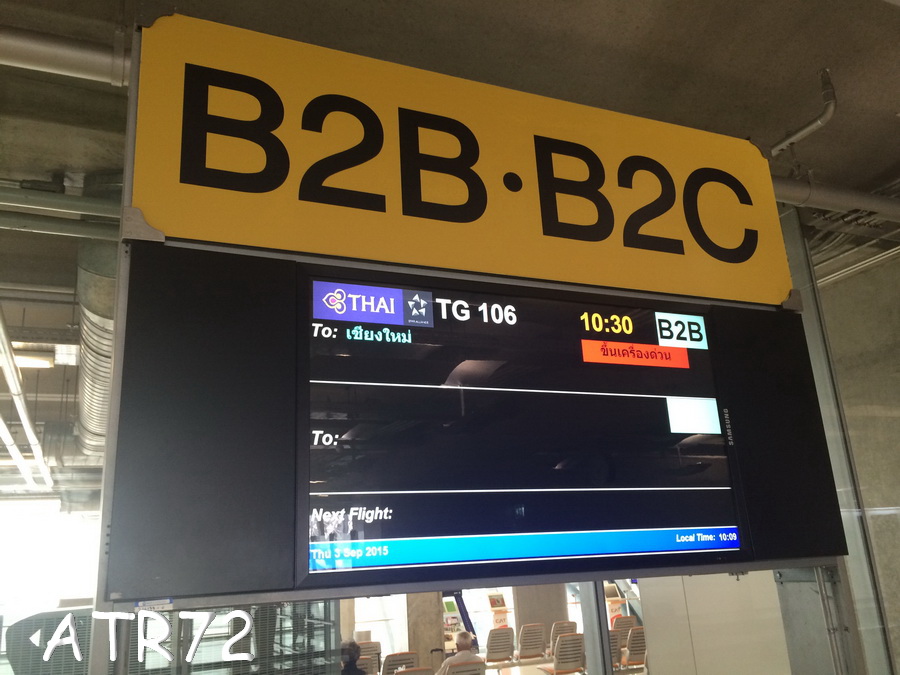 B2B·B2C
THAI TG 106 10:30 B2B
To: เชียงใหม่ ขึ้นเครื่องด่วน
SAMSUNG
To:
Next Flight:
Thu 3 Sep 2015 Local Time: 10:09
ATR72